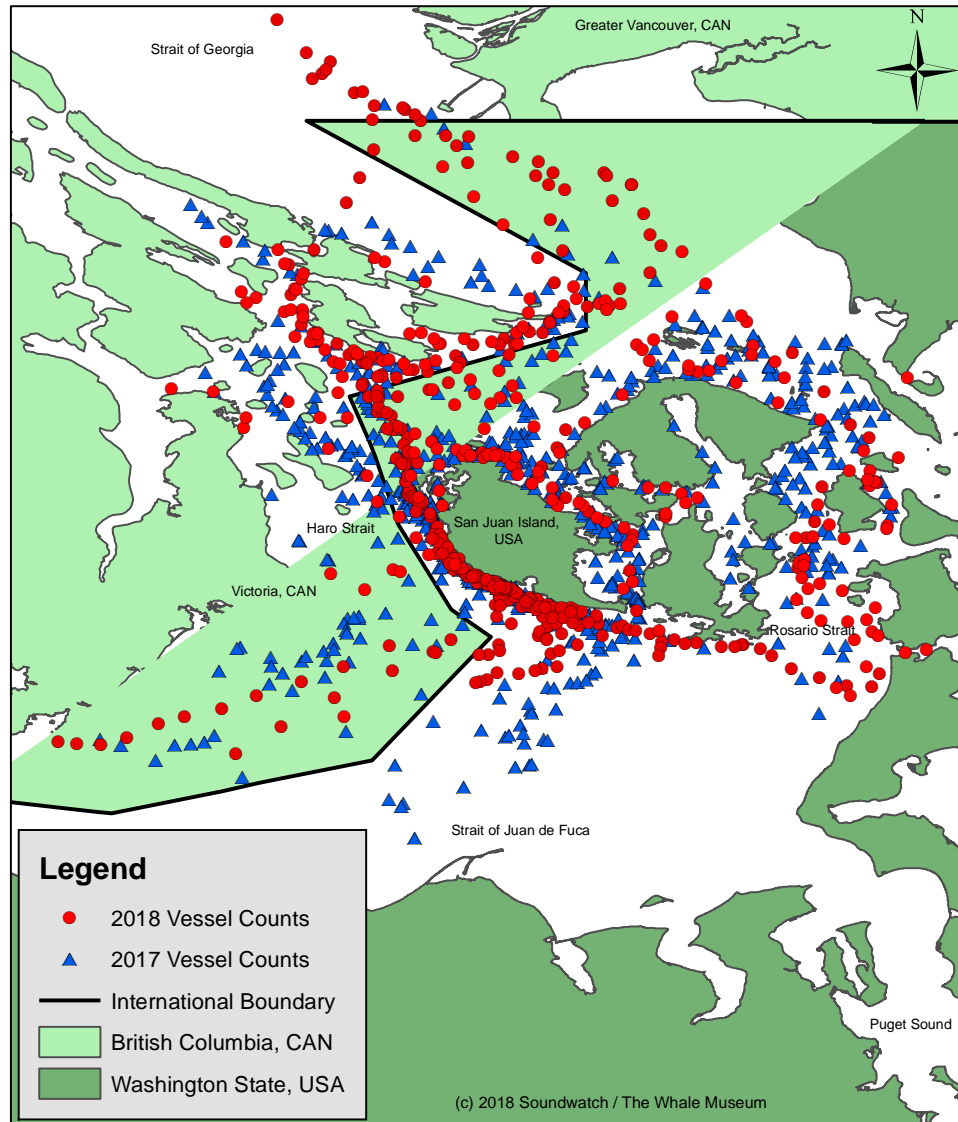 Greater Vancouver, CAN
N
Strait of Georgia
San Juan Island,
USA
Haro Strait
Victoria, CAN
Rosario Strait
Strait of Juan de Fuca
Legend
2018 Vessel Counts
2017 Vessel Counts
International Boundary
British Columbia, CAN
Washington State, USA
Puget Sound
(c) 2018 Soundwatch / The Whale Museum